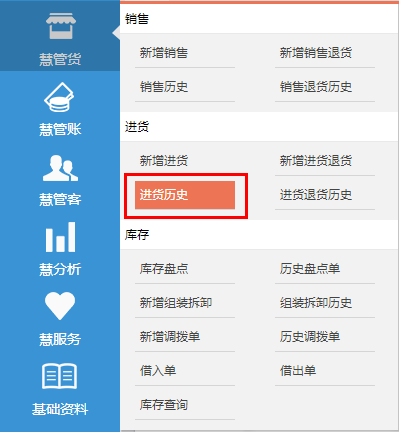 慧管货
慧管账
慧管客
慧分析
慧服务
基础资料
销售
新增销售 新增销售退货
销售历史 销售退货历史
进货
新增进货 新增进货退货
进货历史 进货退货历史
库存
库存盘点 历史盘点单
新增组装拆卸 组装拆卸历史
新增调拨单 历史调拨单
借入单 借出单
库存查询